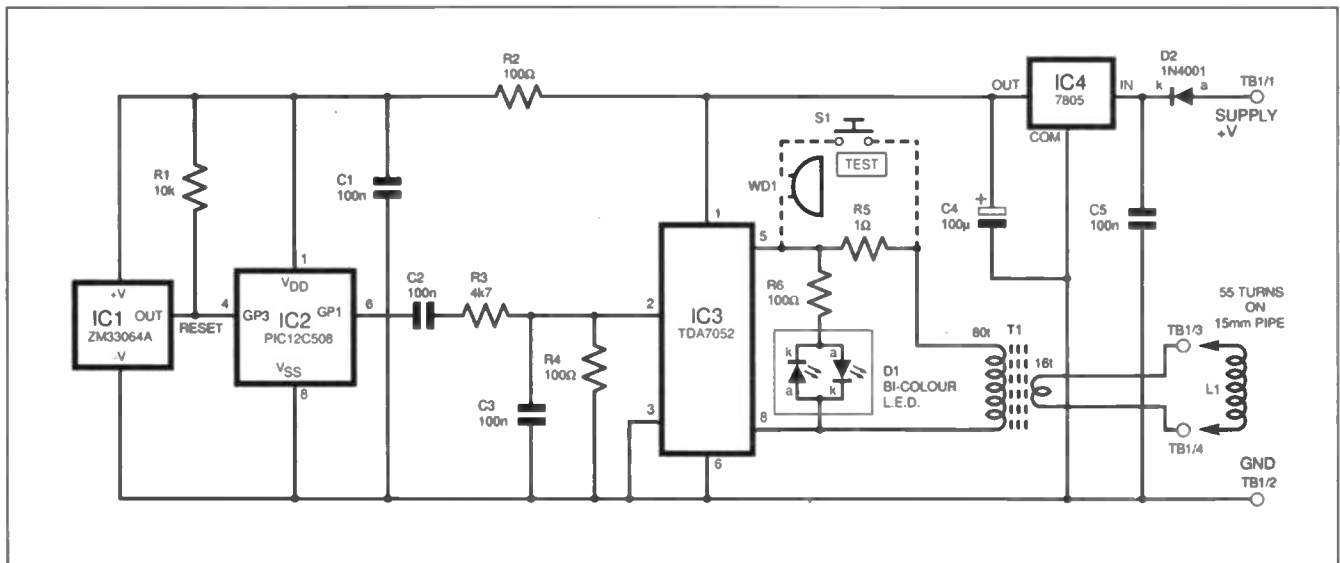 R2
100Ω
D2
1N4001
OUT
IC4
7805
IN
k
a
TB1/1
SUPPLY
+V
COM
S1
TEST
R1
10k
C1
100n
WD1
R5
1Ω
C4
100µ
+
C5
100n
1
5
VDD
+V
OUT
IC1
ZM33064A
-V
RESET
4
GP3
GP1
6
IC2
PIC12C508
VSS
8
C2
100n
R3
4k7
2
IC3
TDA7052
R6
100Ω
1
55 TURNS
ON
15mm PIPE
80t
T1
16t
TB1/3
L1
TB1/4
R4
100Ω
C3
100n
3
8
6
k
a
a
k
D1
BI-COLOUR
L.E.D.
GND
TB1/2